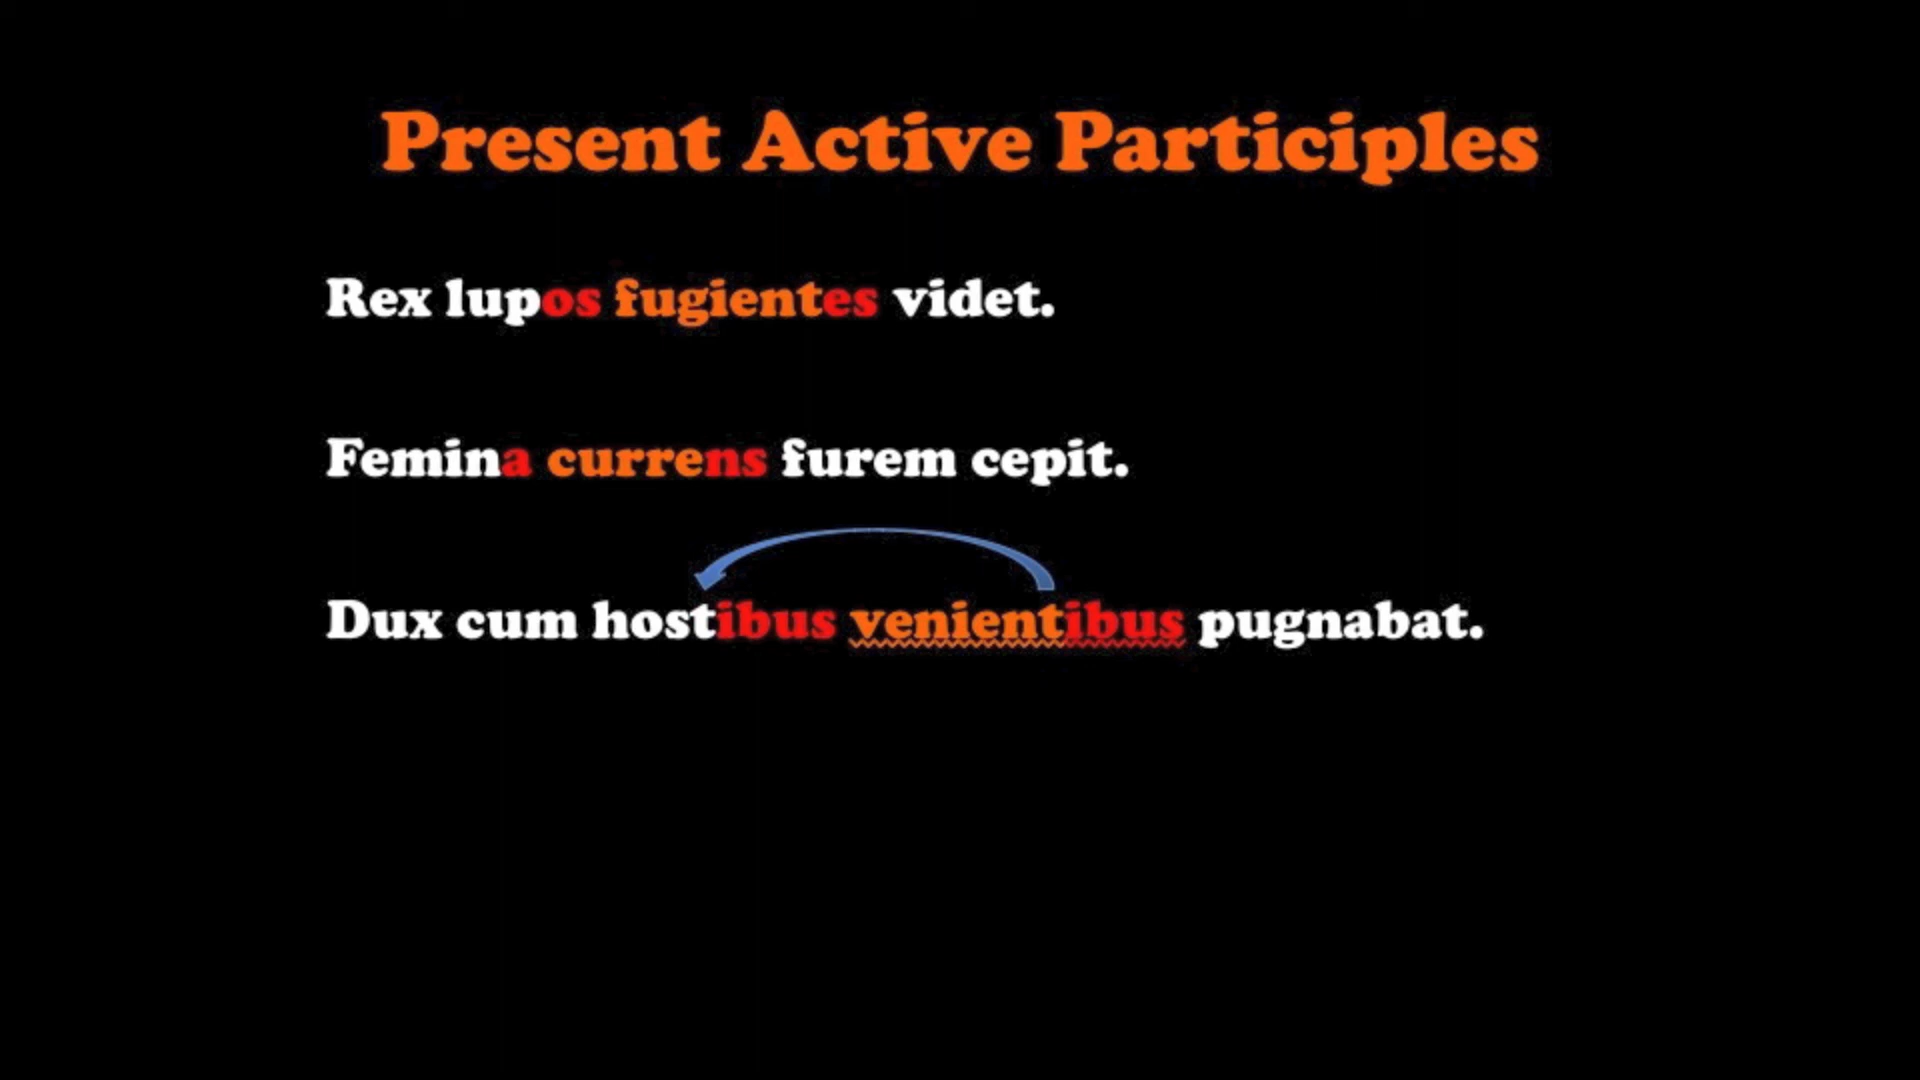 Present Active Participles
Rex lupos fugientes videt.
Femina currens furem cepit.
Dux cum hostibus venientibus pugnabat.